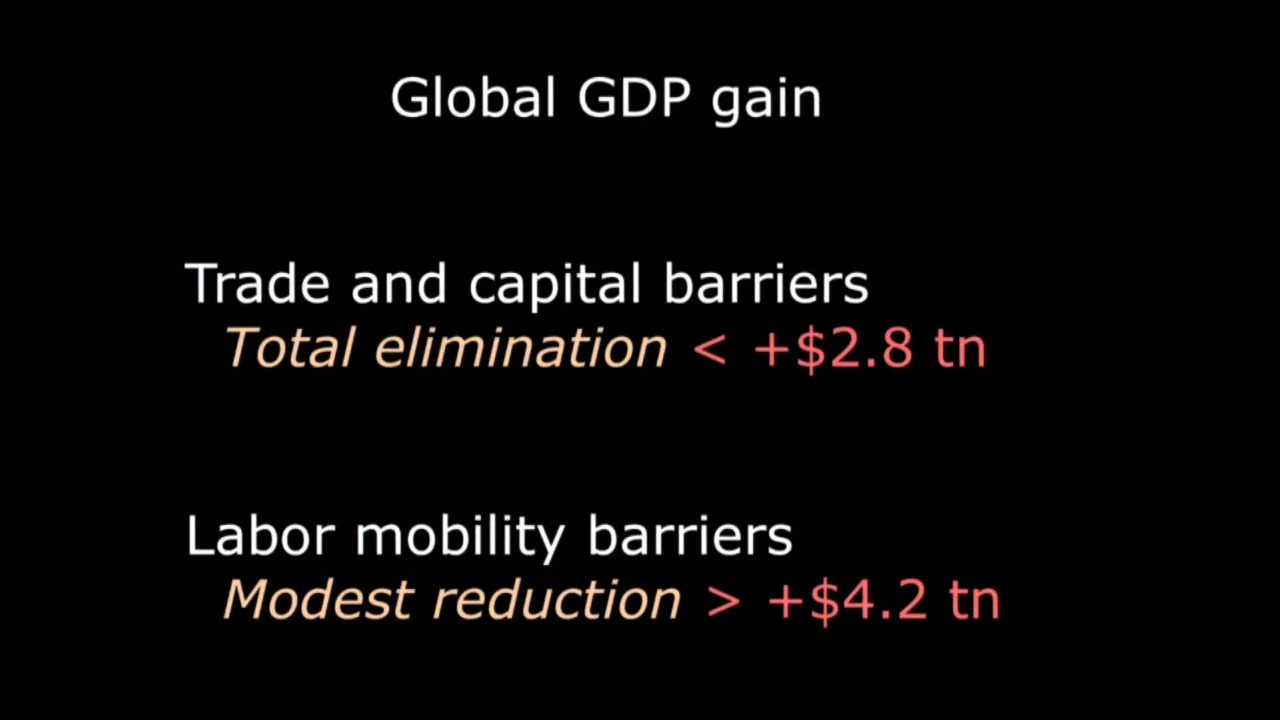 Global GDP gain
Trade and capital barriers
Total elimination < +$2.8 tn
Labor mobility barriers
Modest reduction > +$4.2 tn